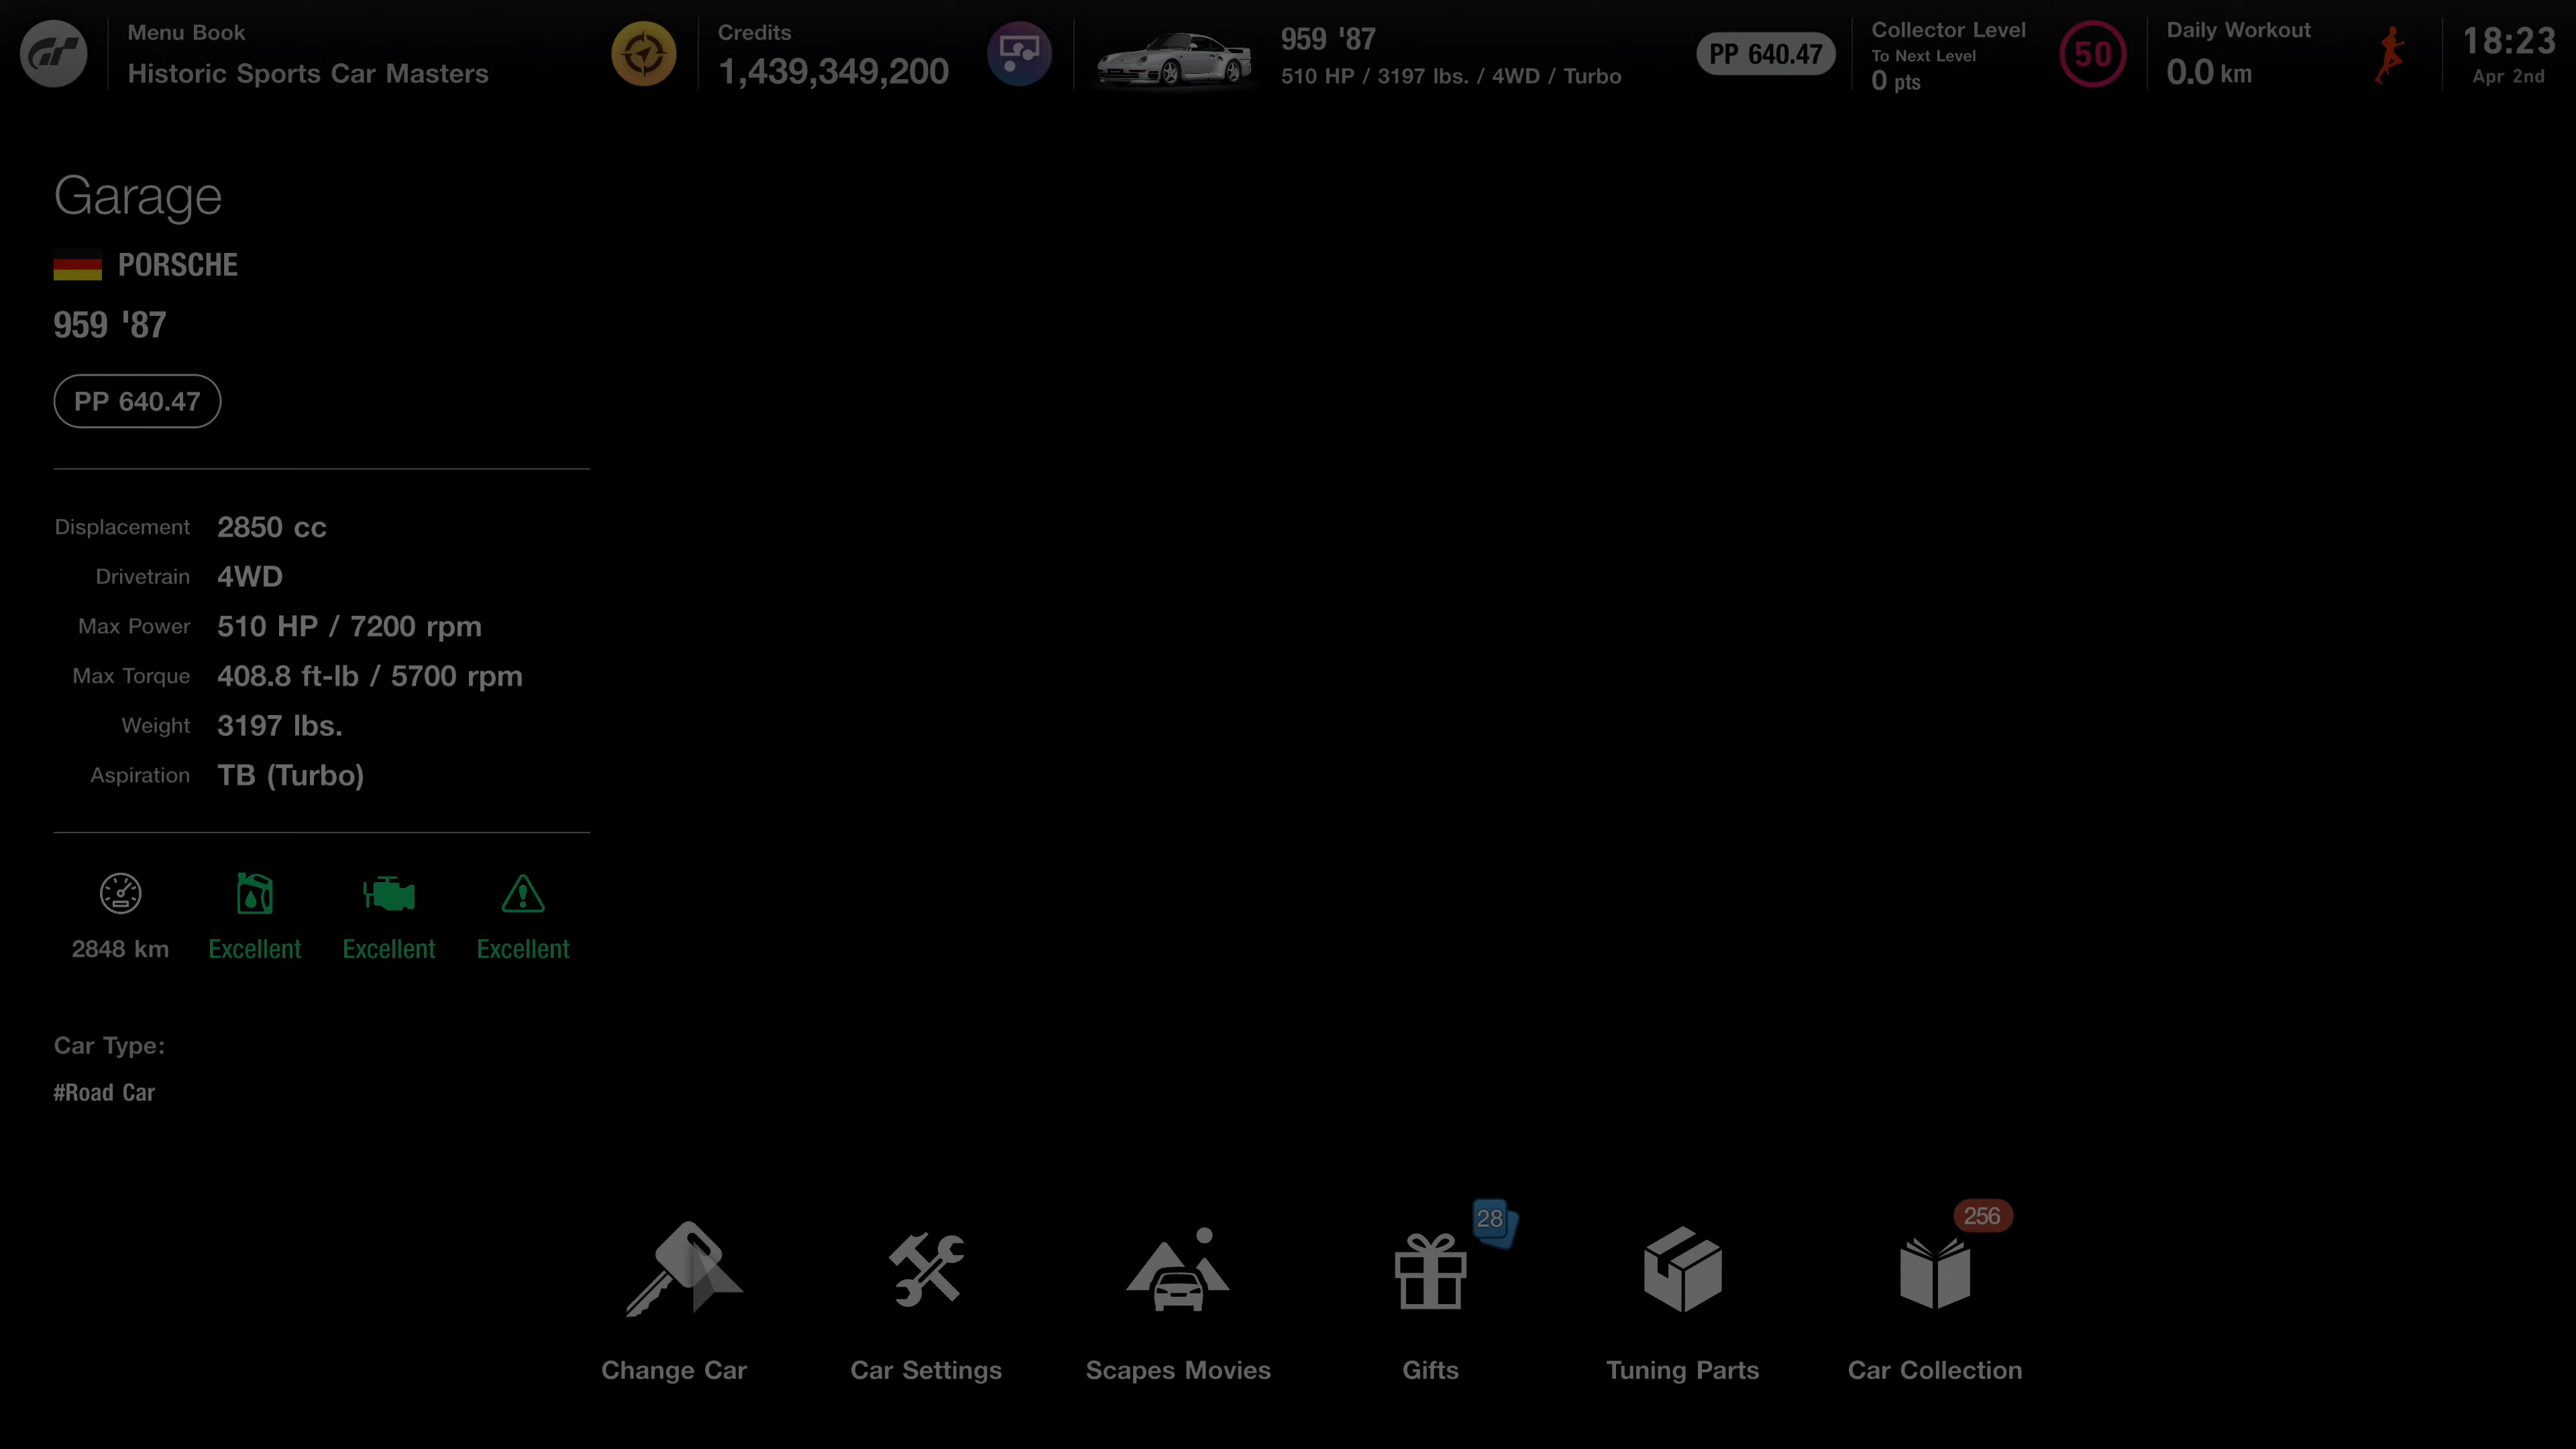 Menu Book
Historic Sports Car Masters
Credits
1,439,349,200
959 '87
510 HP / 3197 lbs. / 4WD / Turbo
PP 640.47
Collector Level
To Next Level
0 pts
50
Daily Workout
0.0 km
18:23
Apr 2nd
Garage
PORSCHE
959 '87
PP 640.47
Displacement 2850 cc
Drivetrain 4WD
Max Power 510 HP / 7200 rpm
Max Torque 408.8 ft-lb / 5700 rpm
Weight 3197 lbs.
Aspiration TB (Turbo)
2848 km Excellent Excellent Excellent
Car Type:
#Road Car
28
256
Change Car Car Settings Scapes Movies Gifts Tuning Parts Car Collection